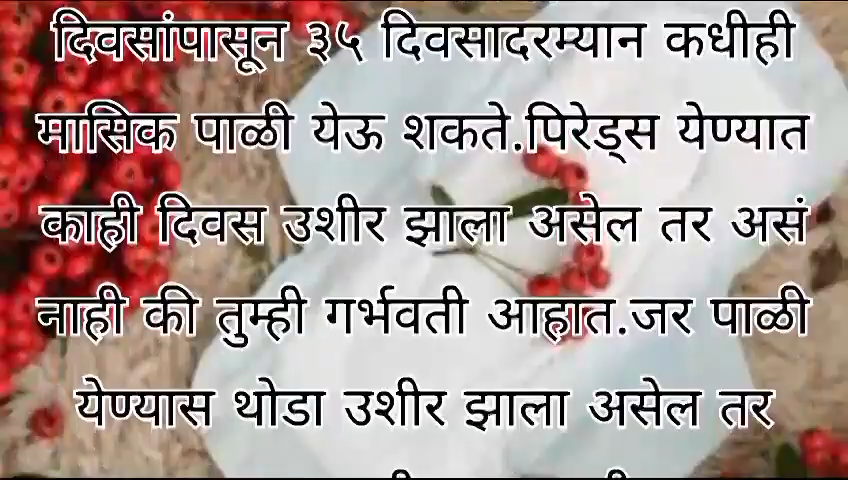 दिवसांपासून ३५ दिवसादरम्यान कधीही
मासिक पाळी येऊ शकते.पिरेड्स येण्यात
काही दिवस उशीर झाला असेल तर असं
नाही की तुम्ही गर्भवती आहात.जर पाळी
येण्यास थोडा उशीर झाला असेल तर